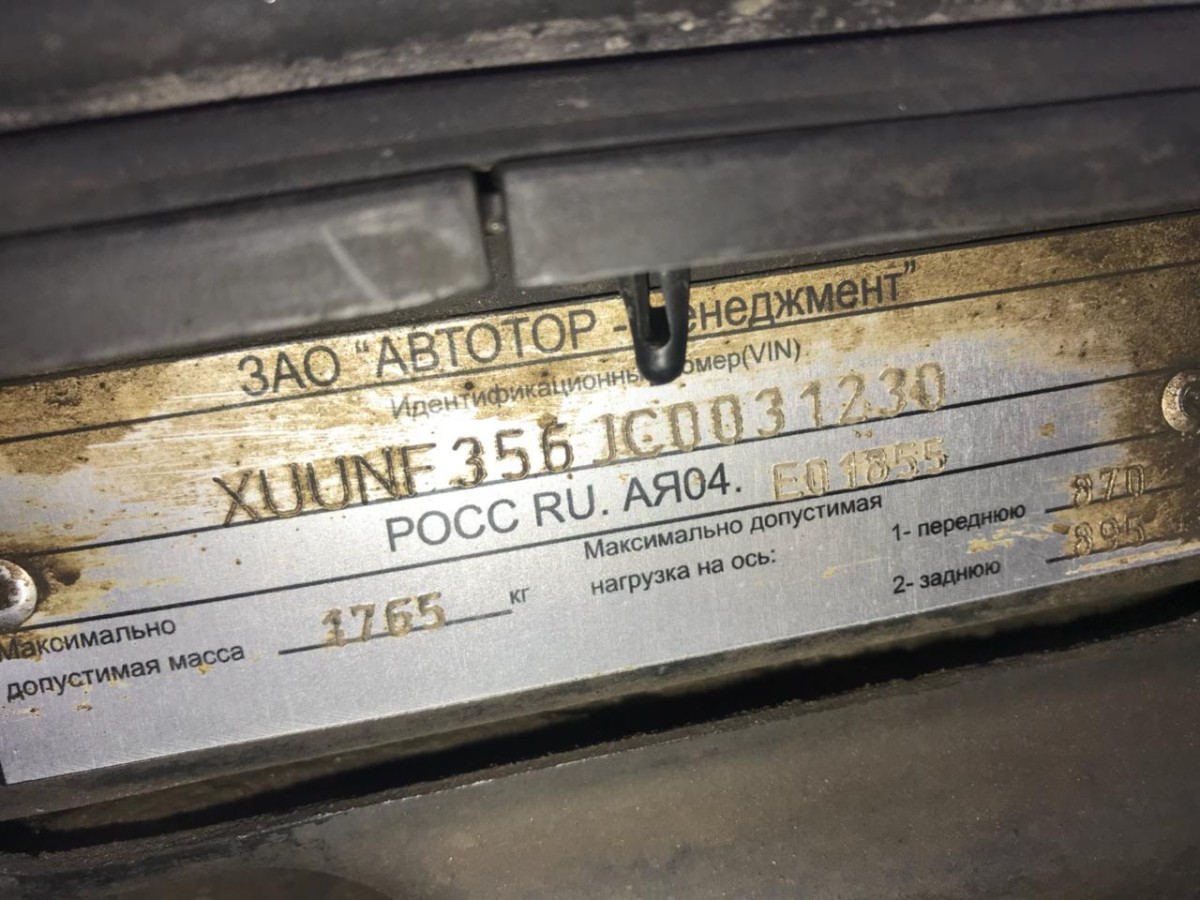 ЗАО “АВТОТОР - енеджмент”
Идентификационны омер(VIN)
XUUNF356JC0031230
РОСС RU. АЯ04. E01855
Максимально допустимая масса 1765 кг
Максимально допустимая нагрузка на ось:
1- переднюю 870
2- заднюю 895